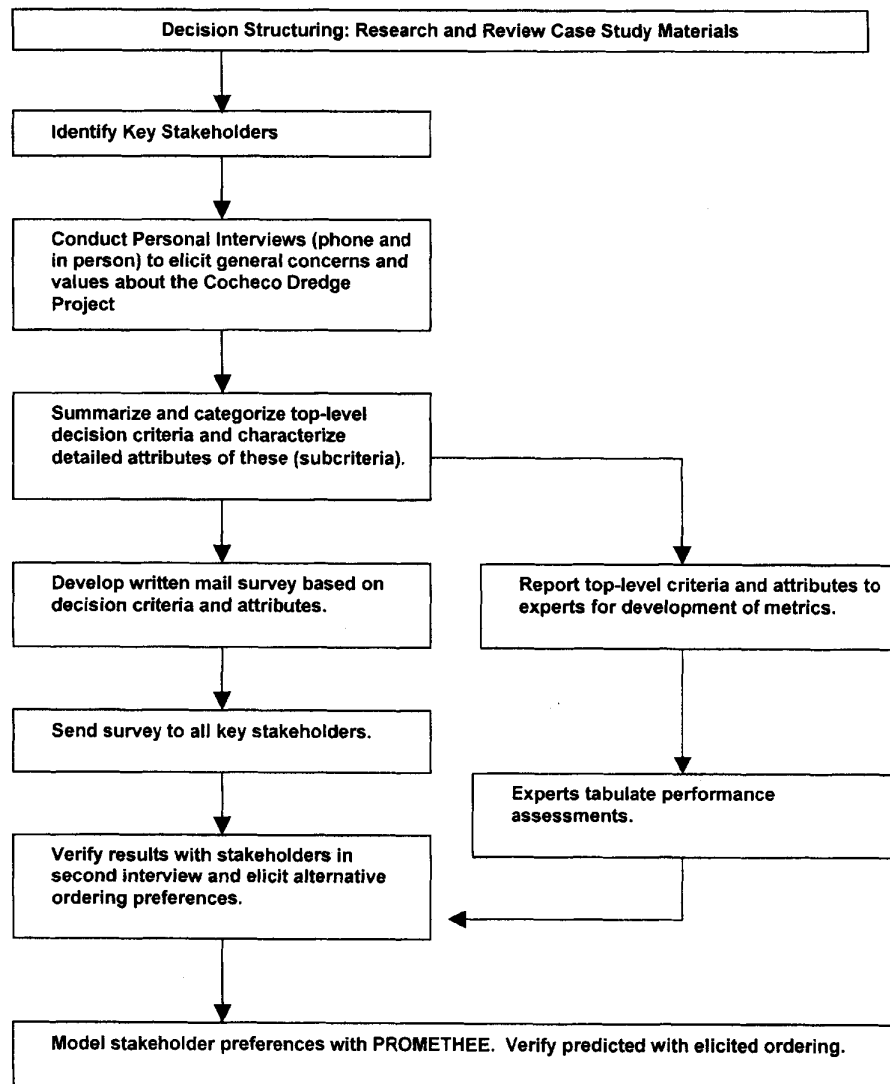 Decision Structuring: Research and Review Case Study Materials
Identify Key Stakeholders
Conduct Personal Interviews (phone and
in person) to elicit general concerns and
values about the Cocheco Dredge
Project
Summarize and categorize top-level
decision criteria and characterize
detailed attributes of these (subcriteria).
Develop written mail survey based on
decision criteria and attributes.
Report top-level criteria and attributes to
experts for development of metrics.
Send survey to all key stakeholders.
Experts tabulate performance
assessments.
Verify results with stakeholders in
second interview and elicit alternative
ordering preferences.
Model stakeholder preferences with PROMETHEE. Verify predicted with elicited ordering.